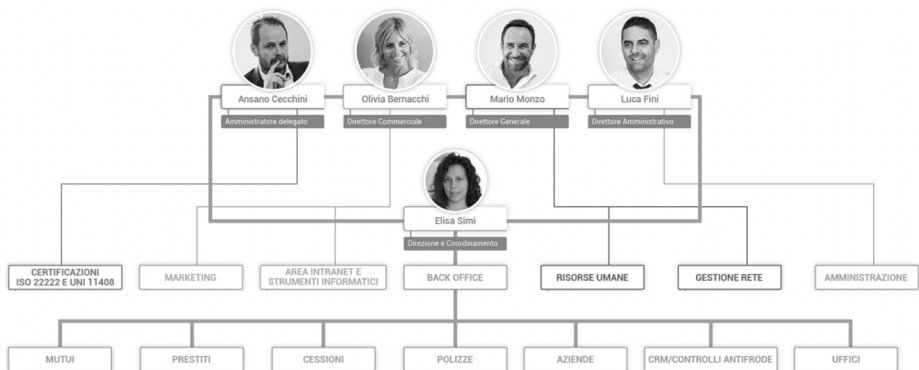 Ansano Cecchini
Olivia Bernacchi
Mario Monzo
Luca Fini
Amministratore delegato
Direttore Commerciale
Direttore Generale
Direttore Amministrativo
Elisa Simi
Direzione e Coordinamento
CERTIFICAZIONI
ISO 22222 E UNI 11408
MARKETING
AREA INTRANET E
STRUMENTI INFORMATICI
BACK OFFICE
RISORSE UMANE
GESTIONE RETE
AMMINISTRAZIONE
MUTUI
PRESTITI
CESSIONI
POLIZZE
AZIENDE
CRM/CONTROLLI ANTIFRODE
UFFICI